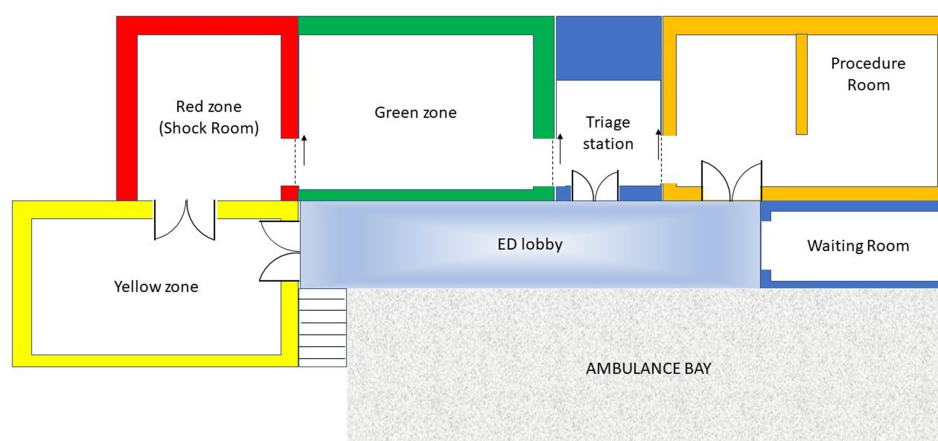 Red zone
(Shock Room)
Green zone
Triage
station
Procedure
Room
ED lobby
Waiting Room
Yellow zone
AMBULANCE BAY